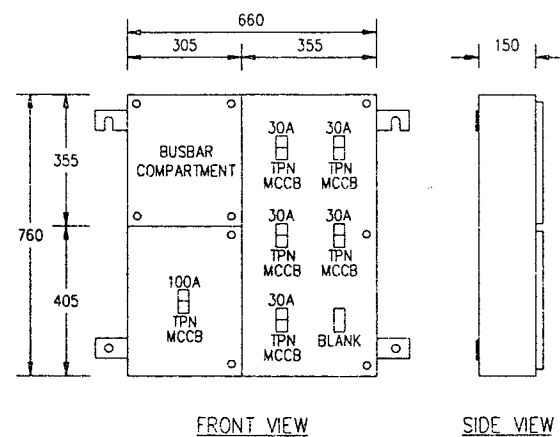 660
305
355
150
355
760
405
BUSBAR
COMPARTMENT
30A
TPN
MCCB
30A
TPN
MCCB
30A
TPN
MCCB
30A
TPN
MCCB
100A
TPN
MCCB
30A
TPN
MCCB
BLANK
FRONT VIEW
SIDE VIEW